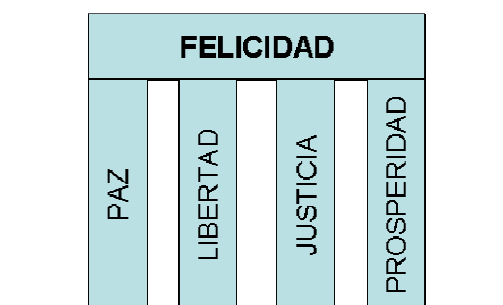 FELICIDAD
PAZ
LIBERTAD
JUSTICIA
PROSPERIDAD